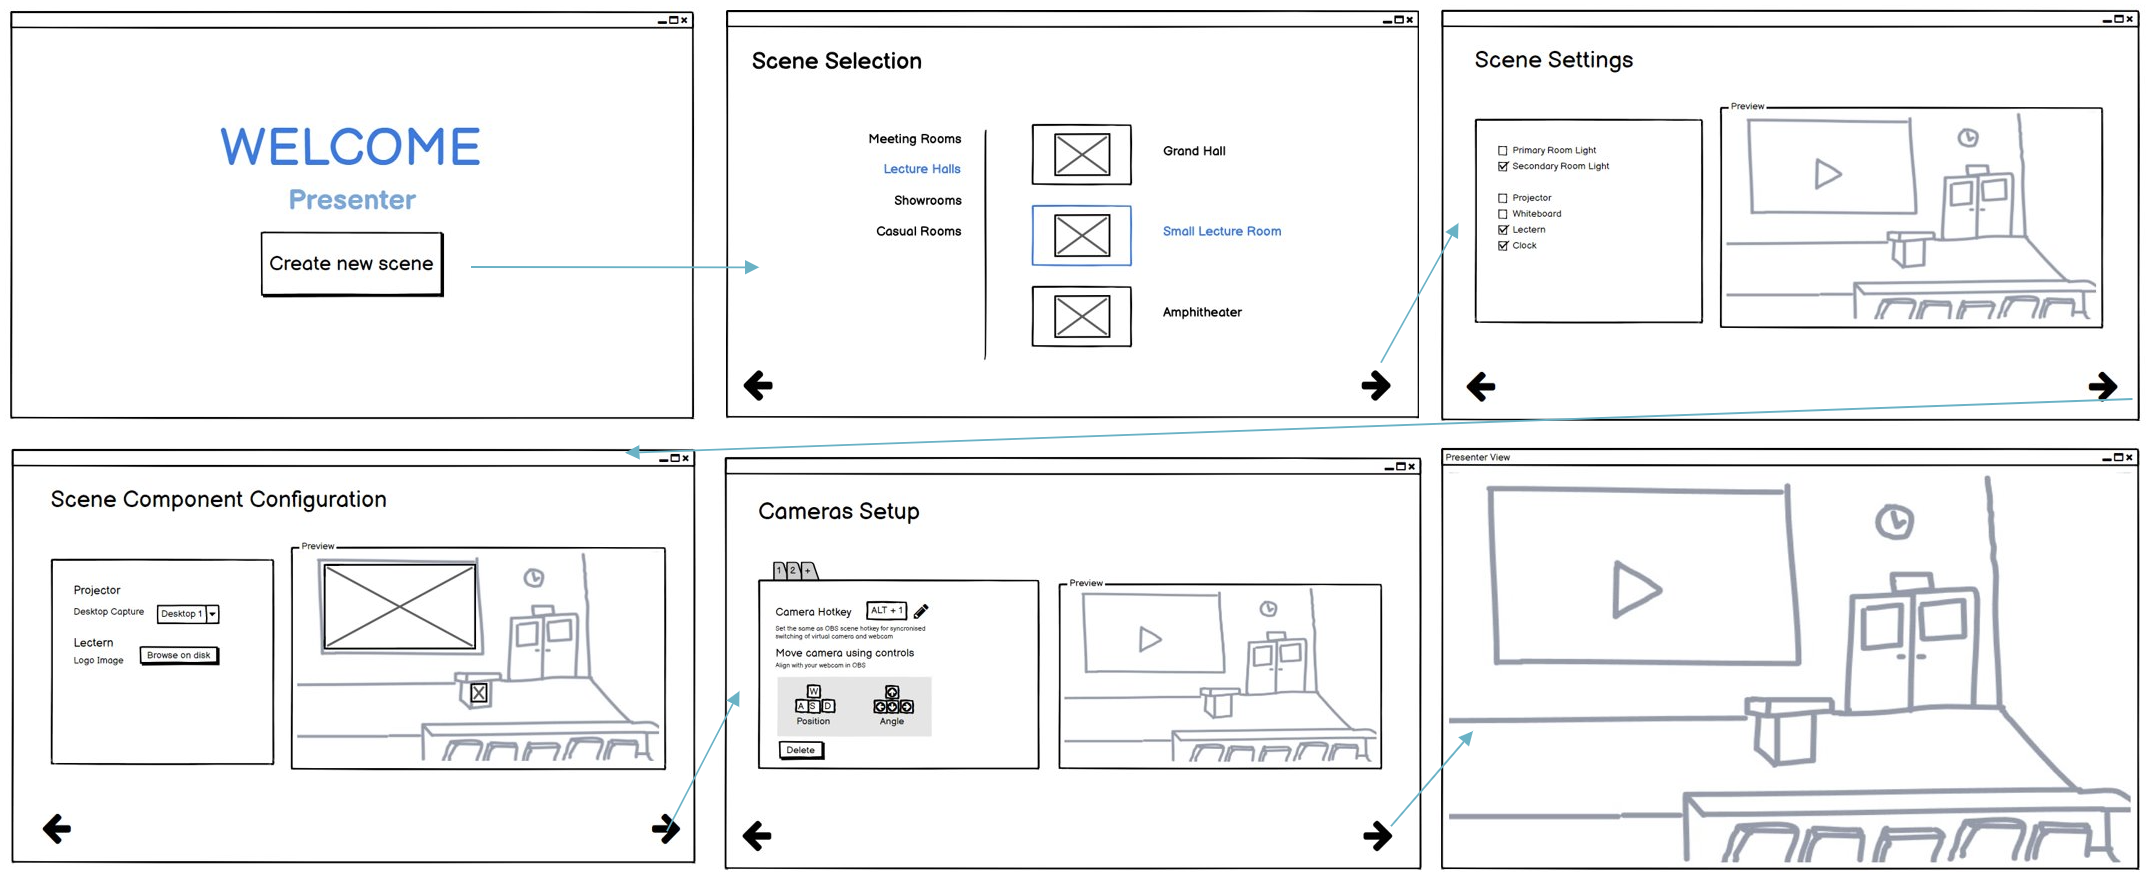 WELCOME
Presenter
Create new scene
Scene Selection
Meeting Rooms
Lecture Halls
Showrooms
Casual Rooms
Grand Hall
Small Lecture Room
Amphitheater
Scene Settings
Primary Room Light
Secondary Room Light
Projector
Whiteboard
Lectern
Clock
Preview
Scene Component Configuration
Projector
Desktop Capture Desktop 1
Lectern
Logo Image Browse on disk
Preview
Cameras Setup
1 2 +
Camera Hotkey ALT + 1
Set the same as OBS scene hotkey for syncronised
switching of virtual camera and webcam
Move camera using controls
Align with your webcam in OBS
W
A S D
Position
Angle
Delete
Preview
Presenter View